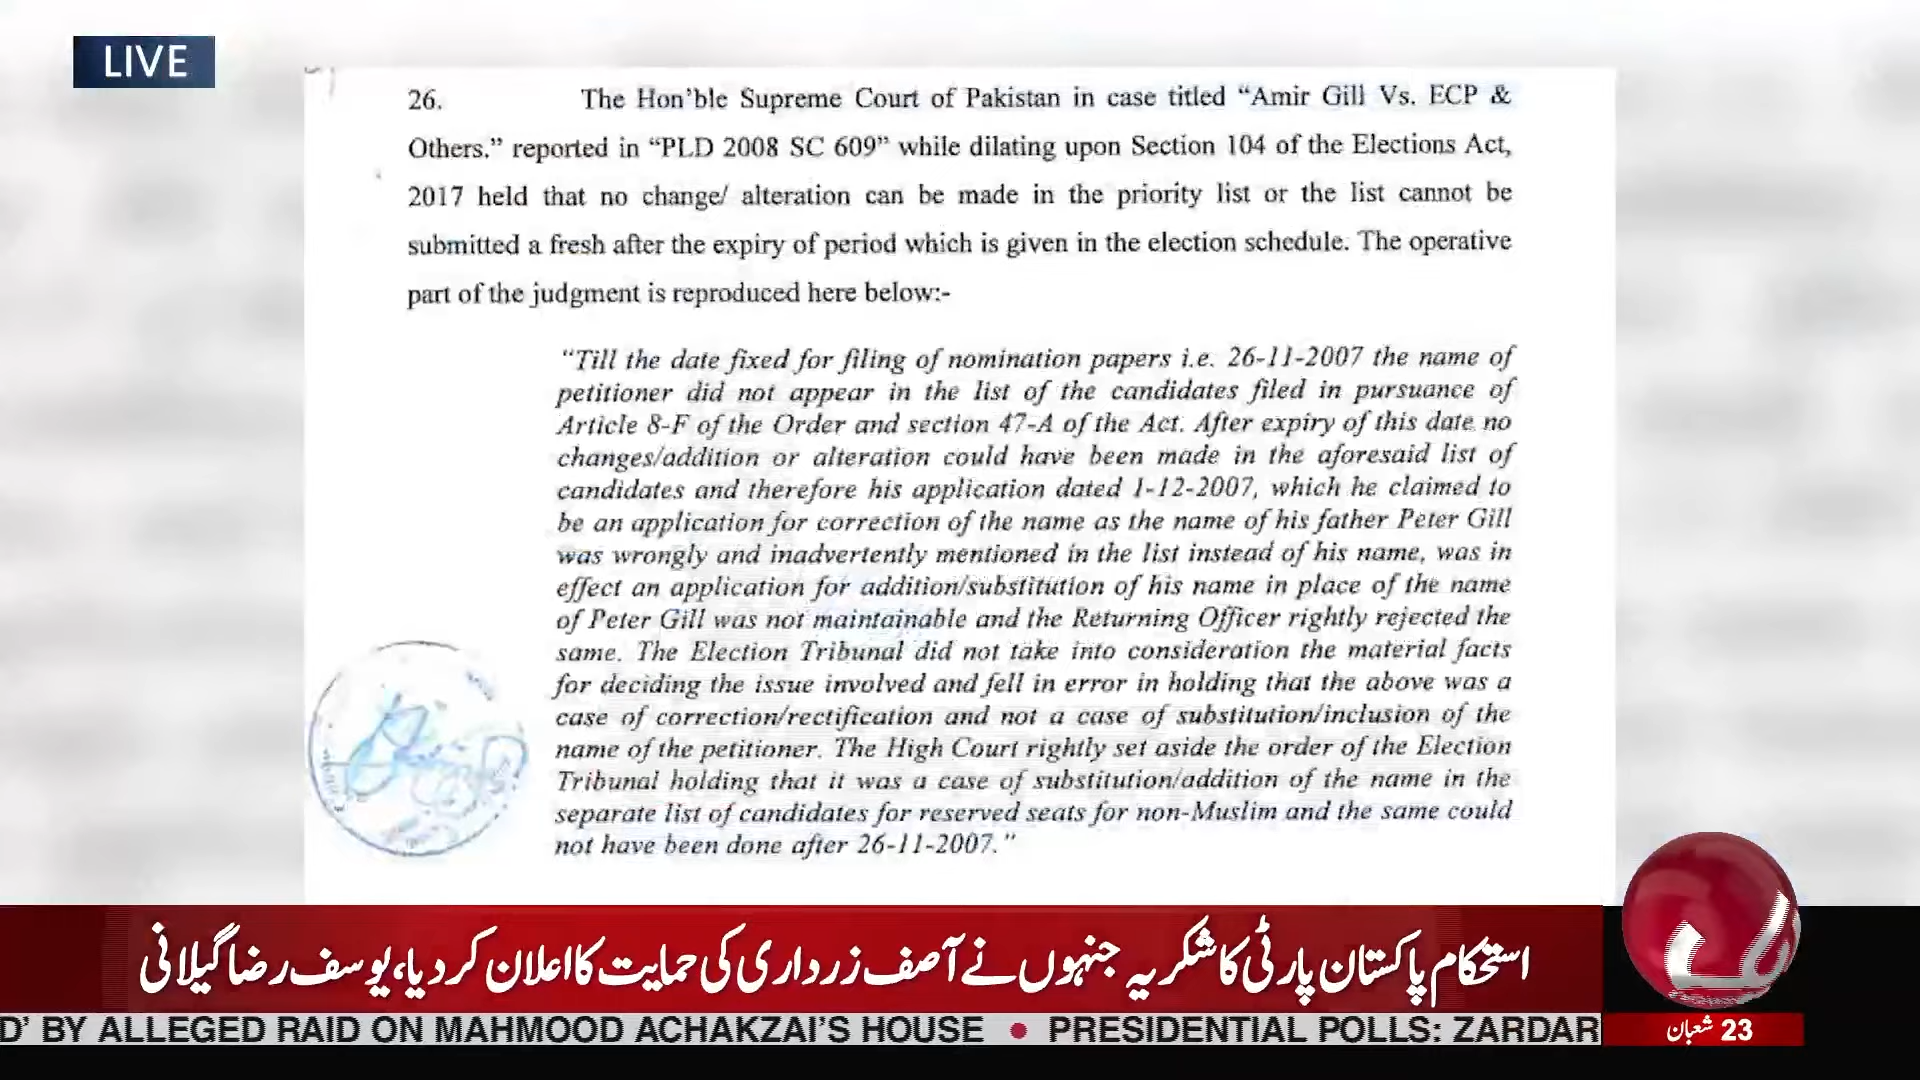 LIVE
26. The Hon'ble Supreme Court of Pakistan in case titled “Amir Gill Vs. ECP &
Others.” reported in “PLD 2008 SC 609” while dilating upon Section 104 of the Elections Act,
2017 held that no change/ alteration can be made in the priority list or the list cannot be
submitted a fresh after the expiry of period which is given in the election schedule. The operative
part of the judgment is reproduced here below:-
“Till the date fixed for filing of nomination papers i.e. 26-11-2007 the name of
petitioner did not appear in the list of the candidates filed in pursuance of
Article 8-F of the Order and section 47-A of the Act. After expiry of this date no
changes/addition or alteration could have been made in the aforesaid list of
candidates and therefore his application dated 1-12-2007, which he claimed to
be an application for correction of the name as the name of his father Peter Gill
was wrongly and inadvertently mentioned in the list instead of his name, was in
effect an application for addition/substitution of his name in place of the name
of Peter Gill was not maintainable and the Returning Officer rightly rejected the
same. The Election Tribunal did not take into consideration the material facts
for deciding the issue involved and fell in error in holding that the above was a
case of correction/rectification and not a case of substitution/inclusion of the
name of the petitioner. The High Court rightly set aside the order of the Election
Tribunal holding that it was a case of substitution/addition of the name in the
separate list of candidates for reserved seats for non-Muslim and the same could
not have been done after 26-11-2007.”
استحکام پاکستان پارٹی کا شکریہ جنہوں نے آصف زرداری کی حمایت کا اعلان کر دیا، یوسف رضا گیلانی
D’ BY ALLEGED RAID ON MAHMOOD ACHAKZAI’S HOUSE • PRESIDENTIAL POLLS: ZARDAR
23 شعبان